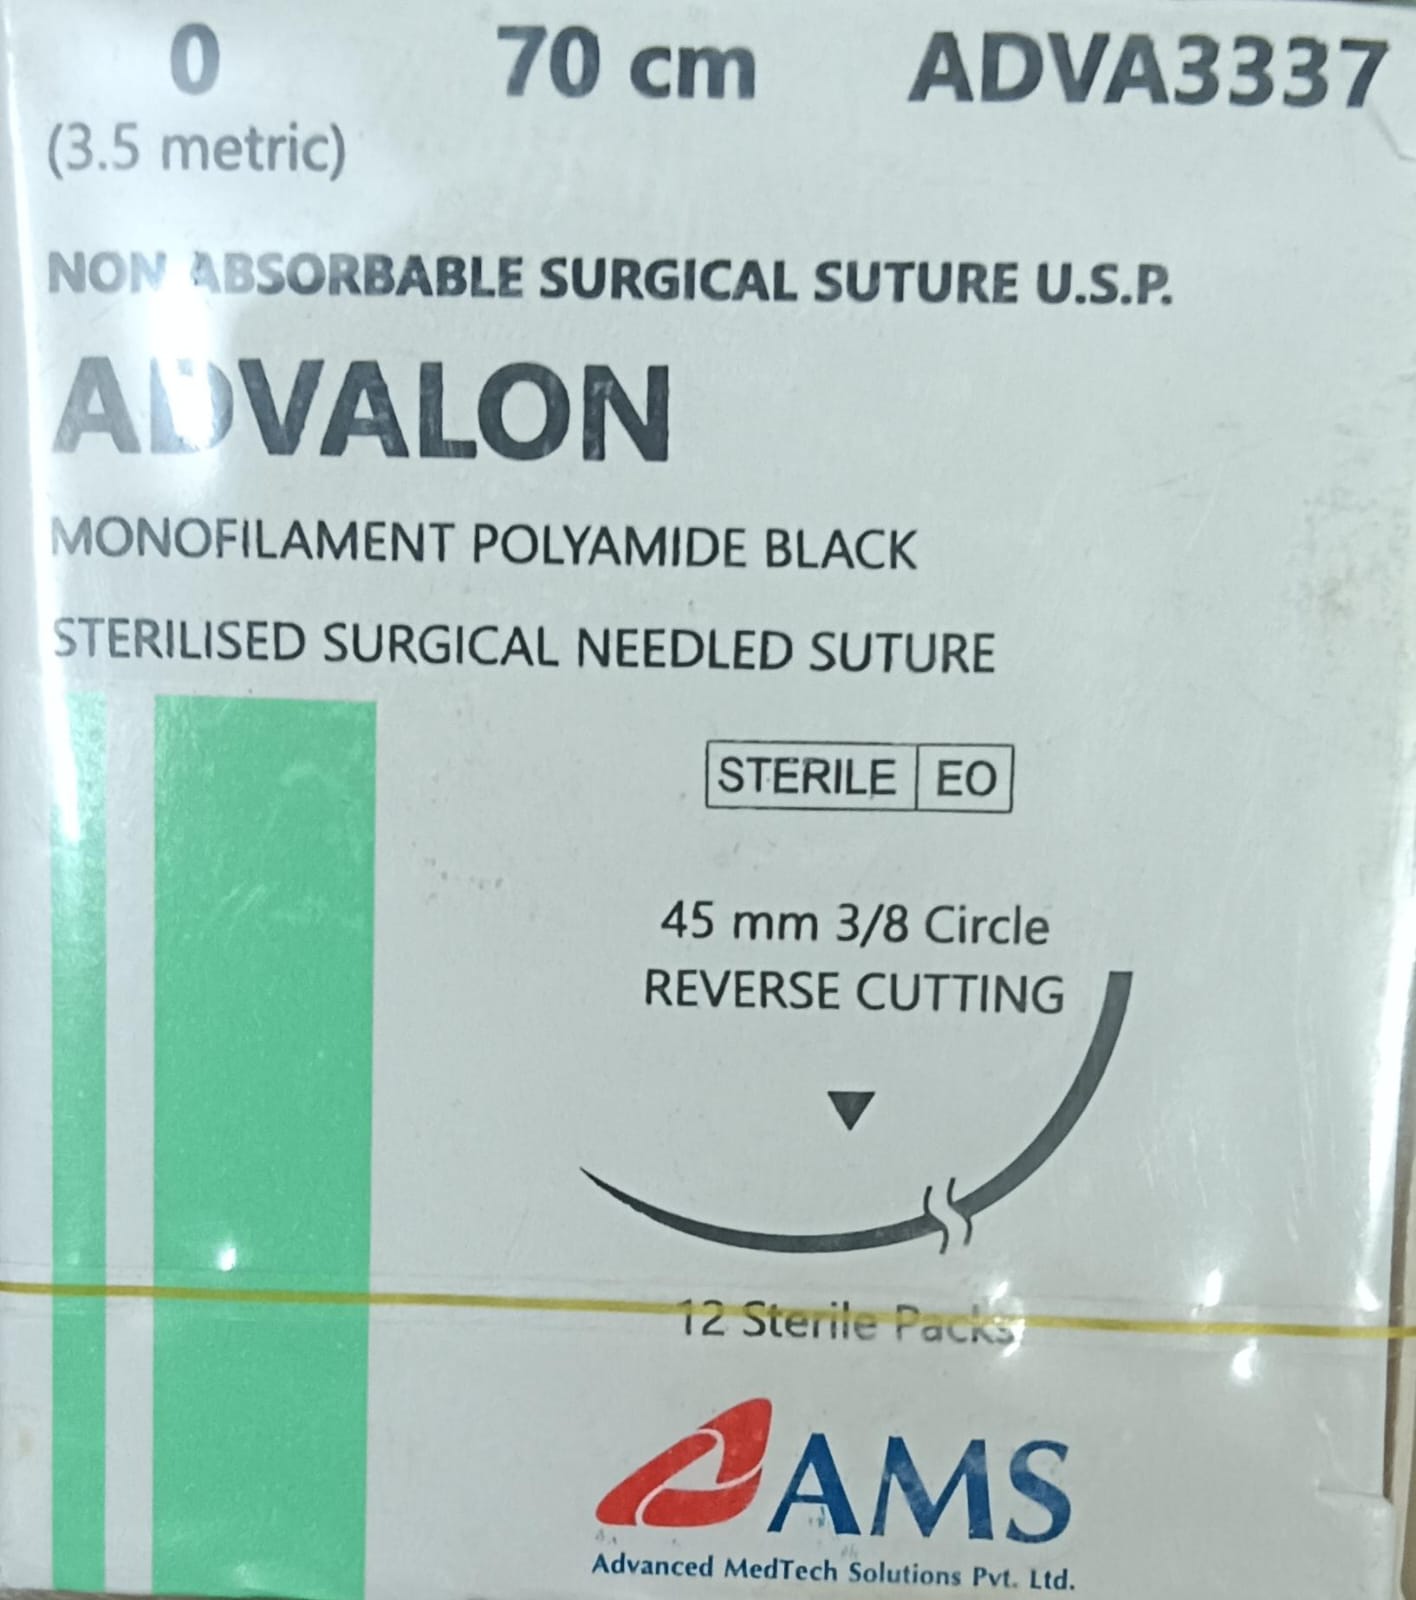 0 70 cm ADVA3337
(3.5 metric)
NON ABSORBABLE SURGICAL SUTURE U.S.P.
ADVALON
MONOFILAMENT POLYAMIDE BLACK
STERILISED SURGICAL NEEDLED SUTURE
STERILE EO
45 mm 3/8 Circle
REVERSE CUTTING
12 Sterile Packs
AMS
Advanced MedTech Solutions Pvt. Ltd.